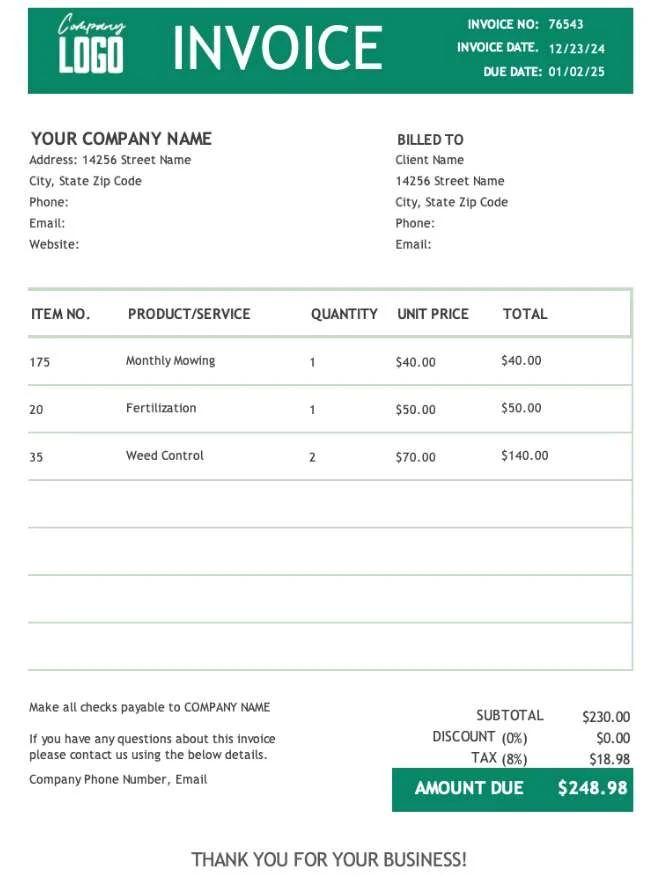 Company
LOGO
INVOICE
INVOICE NO: 76543
INVOICE DATE. 12/23/24
DUE DATE: 01/02/25
YOUR COMPANY NAME
Address: 14256 Street Name
City, State Zip Code
Phone:
Email:
Website:
BILLED TO
Client Name
14256 Street Name
City, State Zip Code
Phone:
Email:
ITEM NO. PRODUCT/SERVICE QUANTITY UNIT PRICE TOTAL
175 Monthly Mowing 1 $40.00 $40.00
20 Fertilization 1 $50.00 $50.00
35 Weed Control 2 $70.00 $140.00
Make all checks payable to COMPANY NAME
If you have any questions about this invoice
please contact us using the below details.
Company Phone Number, Email
SUBTOTAL $230.00
DISCOUNT (0%) $0.00
TAX (8%) $18.98
AMOUNT DUE $248.98
THANK YOU FOR YOUR BUSINESS!